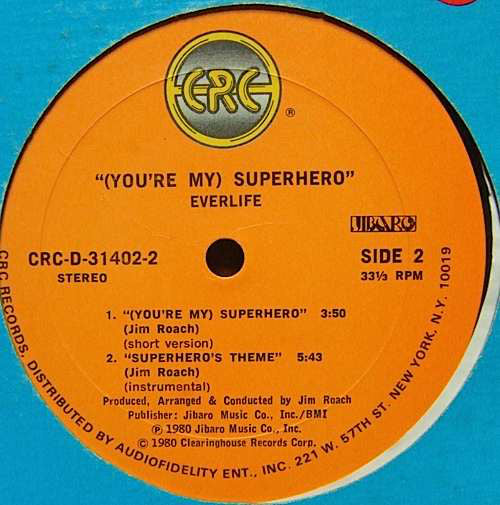 CRC
®
"(YOU'RE MY) SUPERHERO"
EVERLIFE
JIBARO
CRC-D-31402-2
STEREO
SIDE 2
33⅓ RPM
1. "(YOU'RE MY) SUPERHERO" 3:50
(Jim Roach)
(short version)
2. "SUPERHERO'S THEME" 5:43
(Jim Roach)
(instrumental)
Produced, Arranged & Conducted by Jim Roach
Publisher: Jibaro Music Co., Inc./BMI
℗ 1980 Jibaro Music Co., Inc.
© 1980 Clearinghouse Records Corp.
CRC RECORDS, DISTRIBUTED BY AUDIOFIDELITY ENT., INC. 221 W. 57TH ST. NEW YORK, N.Y. 10019